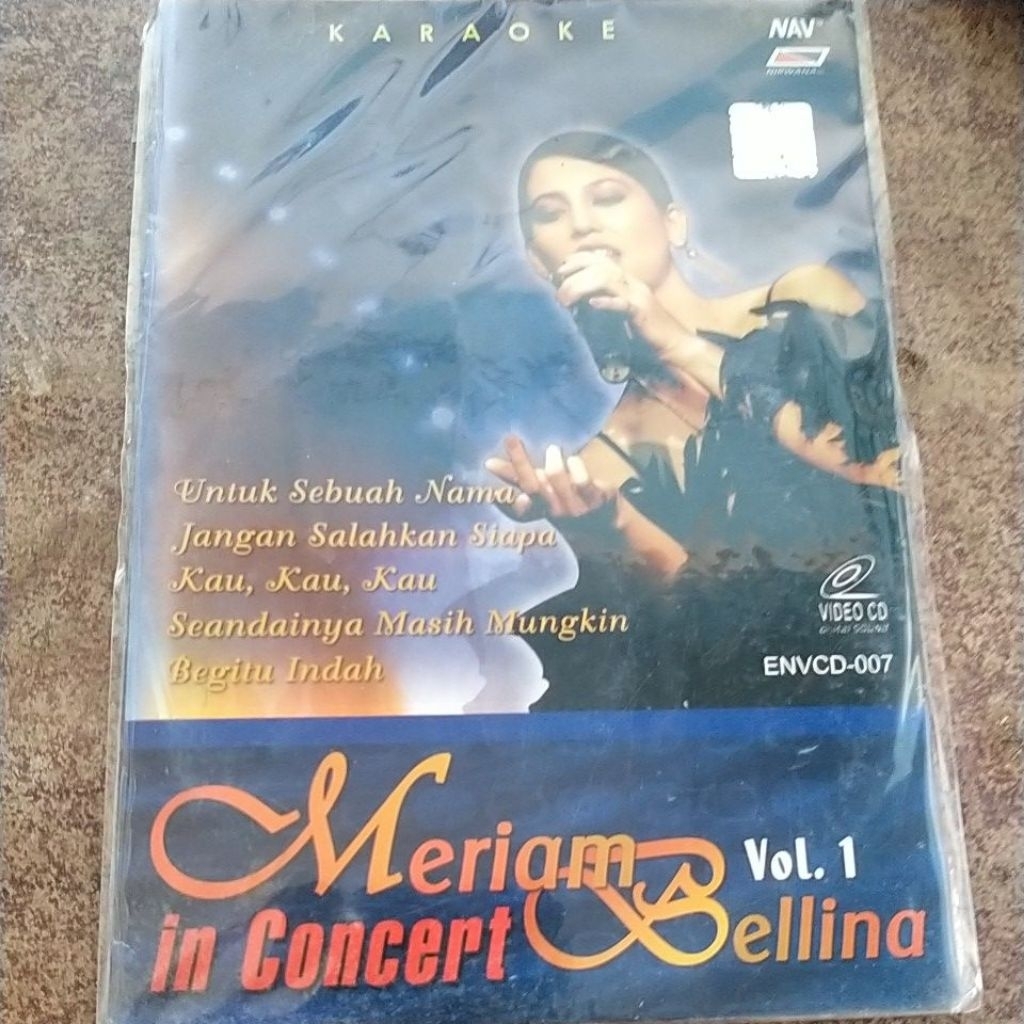 KARAOKE
NAV
NIRWANA
Untuk Sebuah Nama
Jangan Salahkan Siapa
Kau, Kau, Kau
Seandainya Masih Mungkin
Begitu Indah
VIDEO CD
ENVCD-007
Meriam Bellina
Vol. 1
in Concert